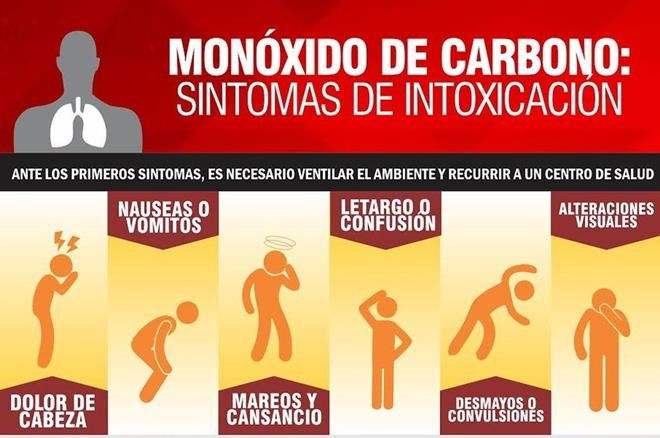 MONÓXIDO DE CARBONO:
SINTOMAS DE INTOXICACIÓN
ANTE LOS PRIMEROS SINTOMAS, ES NECESARIO VENTILAR EL AMBIENTE Y RECURRIR A UN CENTRO DE SALUD
DOLOR DE
CABEZA
NAUSEAS O
VOMITOS
MAREOS Y
CANSANCIO
LETARGO O
CONFUSIÓN
DESMAYOS O
CONVULSIONES
ALTERACIONES
VISUALES